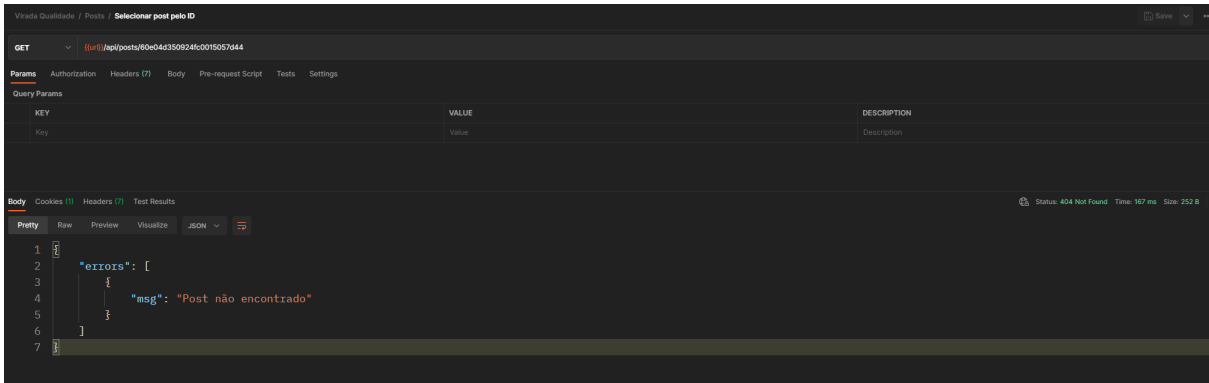 Virada Qualidade / Posts / Selecionar post pelo ID
Save
GET {{url}}/api/posts/60e04d350924fc0015057d44
Params Authorization Headers (7) Body Pre-request Script Tests Settings
Query Params
KEY VALUE DESCRIPTION
Key Value Description
Body Cookies (1) Headers (7) Test Results Status: 404 Not Found Time: 167 ms Size: 252 B
Pretty Raw Preview Visualize JSON
1 {
2 "errors": [
3 {
4 "msg": "Post não encontrado"
5 }
6 ]
7 }